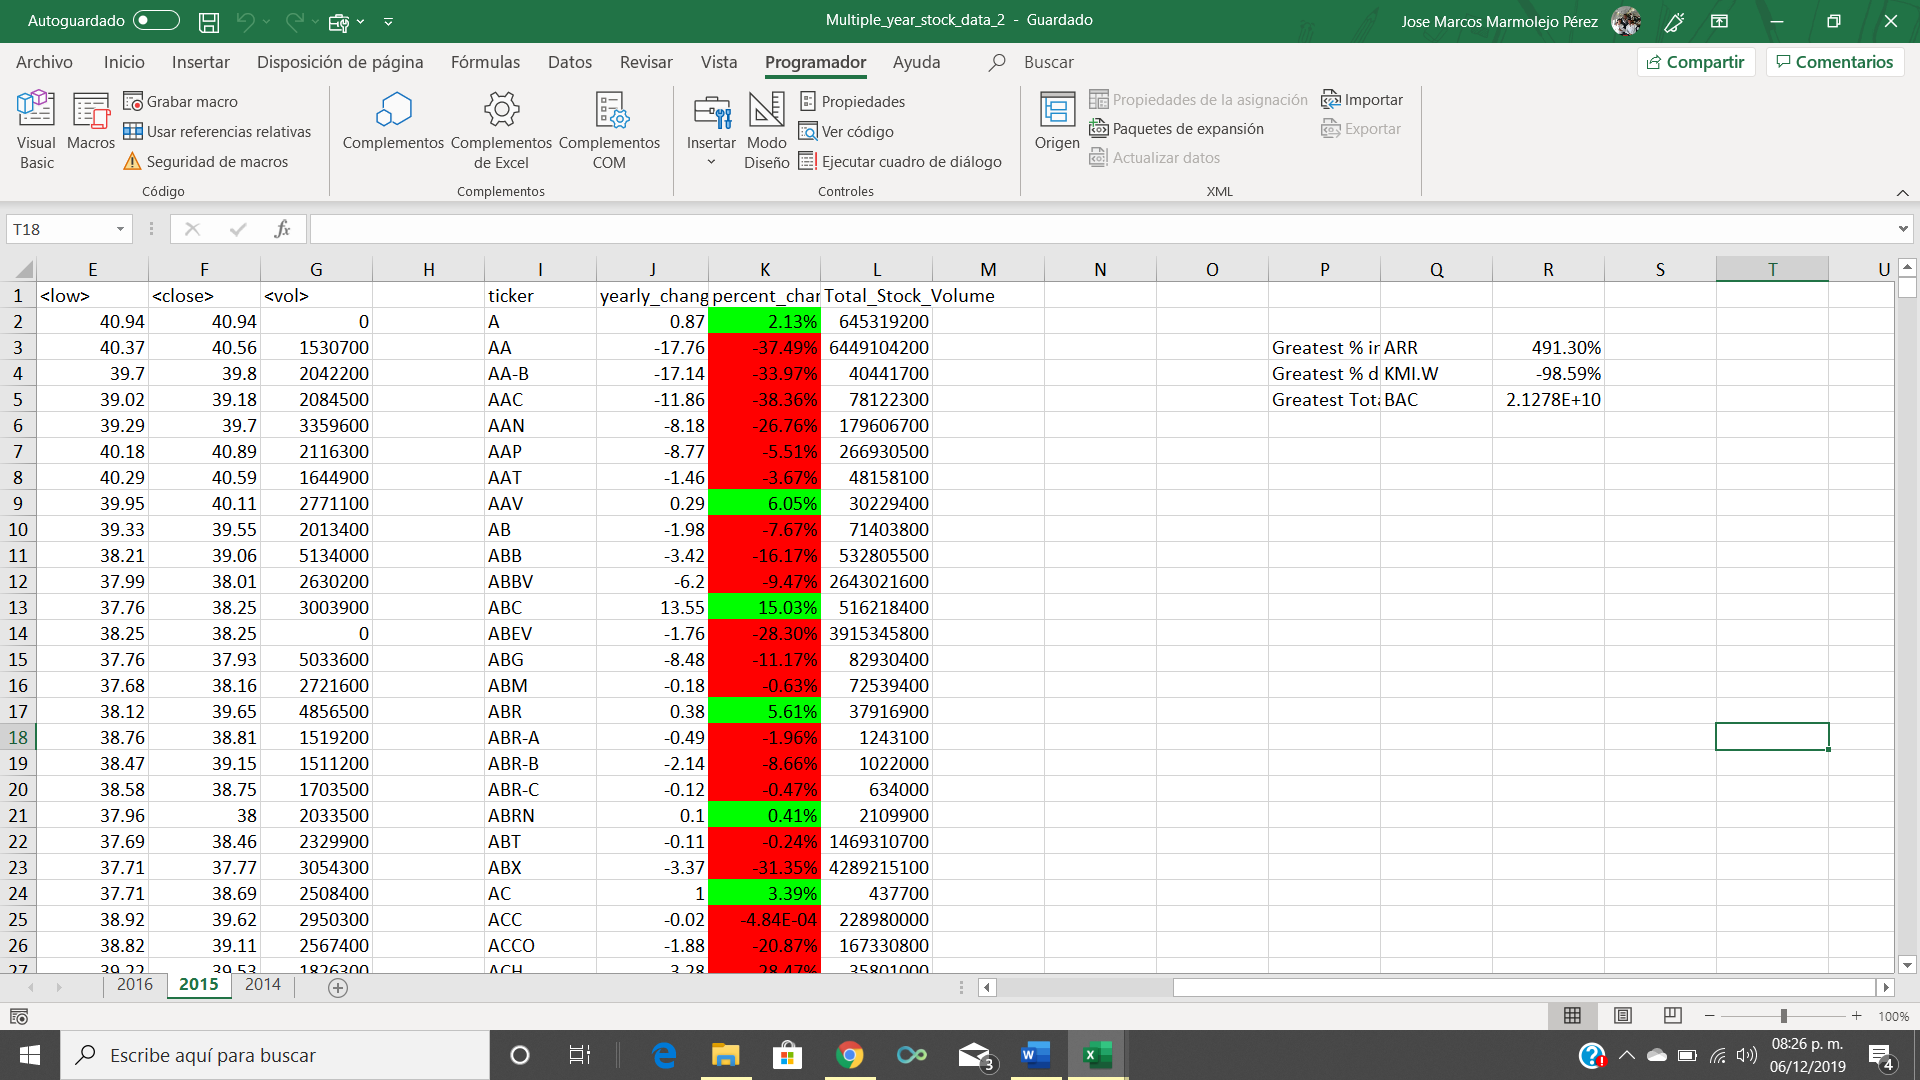 Autoguardado
Multiple_year_stock_data_2 - Guardado
Jose Marcos Marmolejo Pérez
Archivo Inicio Insertar Disposición de página Fórmulas Datos Revisar Vista Programador Ayuda Buscar
Compartir Comentarios
Visual Basic
Macros
Grabar macro
Usar referencias relativas
Seguridad de macros
Código
Complementos
Complementos de Excel
Complementos COM
Complementos
Insertar
Modo Diseño
Propiedades
Ver código
Ejecutar cuadro de diálogo
Controles
Origen
Propiedades de la asignación
Paquetes de expansión
Actualizar datos
Importar
Exportar
XML
T18
fx
E F G H I J K L M N O P Q R S T U
1 <low> <close> <vol> ticker yearly_chang percent_char Total_Stock_Volume
2 40.94 40.94 0 A 0.87 2.13% 645319200
3 40.37 40.56 1530700 AA -17.76 -37.49% 6449104200 Greatest % ir ARR 491.30%
4 39.7 39.8 2042200 AA-B -17.14 -33.97% 40441700 Greatest % d KMI.W -98.59%
5 39.02 39.18 2084500 AAC -11.86 -38.36% 78122300 Greatest Tota BAC 2.1278E+10
6 39.29 39.7 3359600 AAN -8.18 -26.76% 179606700
7 40.18 40.89 2116300 AAP -8.77 -5.51% 266930500
8 40.29 40.59 1644900 AAT -1.46 -3.67% 48158100
9 39.95 40.11 2771100 AAV 0.29 6.05% 30229400
10 39.33 39.55 2013400 AB -1.98 -7.67% 71403800
11 38.21 39.06 5134000 ABB -3.42 -16.17% 532805500
12 37.99 38.01 2630200 ABBV -6.2 -9.47% 2643021600
13 37.76 38.25 3003900 ABC 13.55 15.03% 516218400
14 38.25 38.25 0 ABEV -1.76 -28.30% 3915345800
15 37.76 37.93 5033600 ABG -8.48 -11.17% 82930400
16 37.68 38.16 2721600 ABM -0.18 -0.63% 72539400
17 38.12 39.65 4856500 ABR 0.38 5.61% 37916900
18 38.76 38.81 1519200 ABR-A -0.49 -1.96% 1243100
19 38.47 39.15 1511200 ABR-B -2.14 -8.66% 1022000
20 38.58 38.75 1703500 ABR-C -0.12 -0.47% 634000
21 37.96 38 2033500 ABRN 0.1 0.41% 2109900
22 37.69 38.46 2329900 ABT -0.11 -0.24% 1469310700
23 37.71 37.77 3054300 ABX -3.37 -31.35% 4289215100
24 37.71 38.69 2508400 AC 1 3.39% 437700
25 38.92 39.62 2950300 ACC -0.02 -4.84E-04 228980000
26 38.82 39.11 2567400 ACCO -1.88 -20.87% 167330800
27 39.22 39.53 1826300 ACH 35801000
2016 2015 2014
100%
Escribe aquí para buscar
3
08:26 p. m.
06/12/2019
4